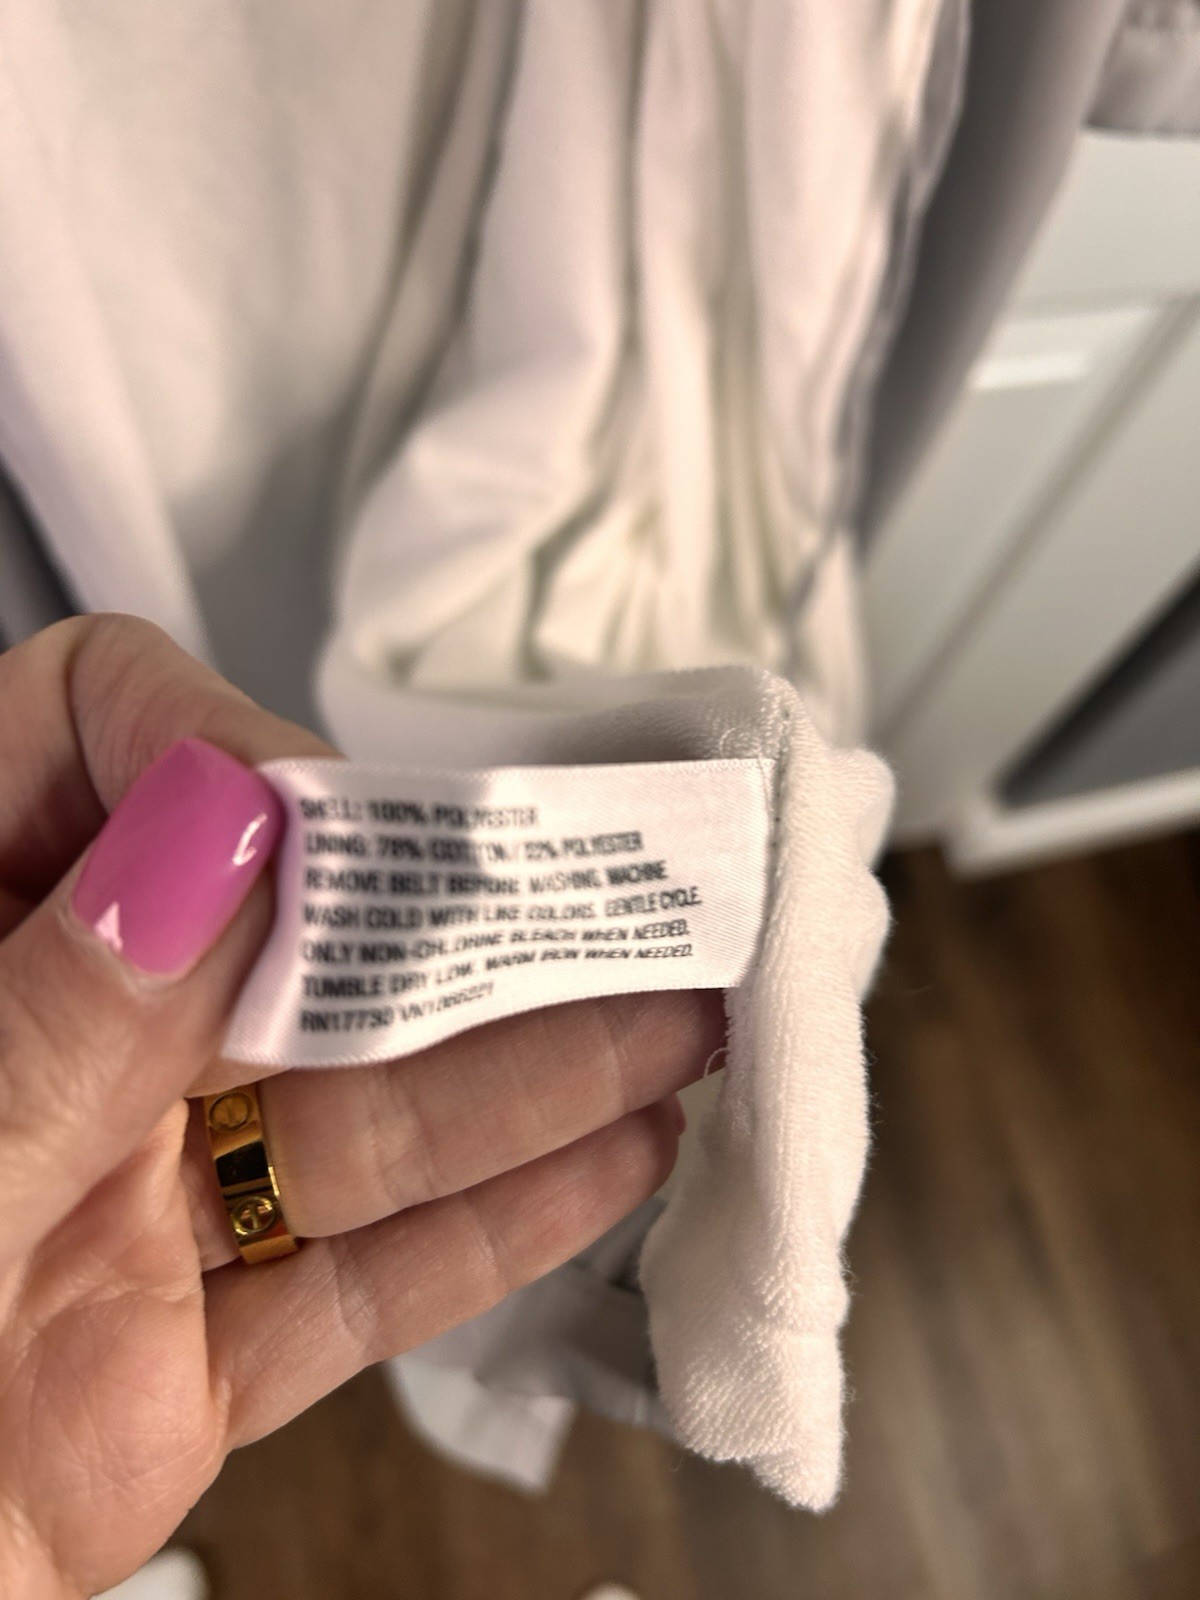 SHELL: 100% POLYESTER
LINING: 78% COTTON / 22% POLYESTER
REMOVE BELT BEFORE WASHING. MACHINE
WASH COLD WITH LIKE COLORS. GENTLE CYCLE.
ONLY NON-CHLORINE BLEACH WHEN NEEDED.
TUMBLE DRY LOW. WARM IRON WHEN NEEDED.
RN17730